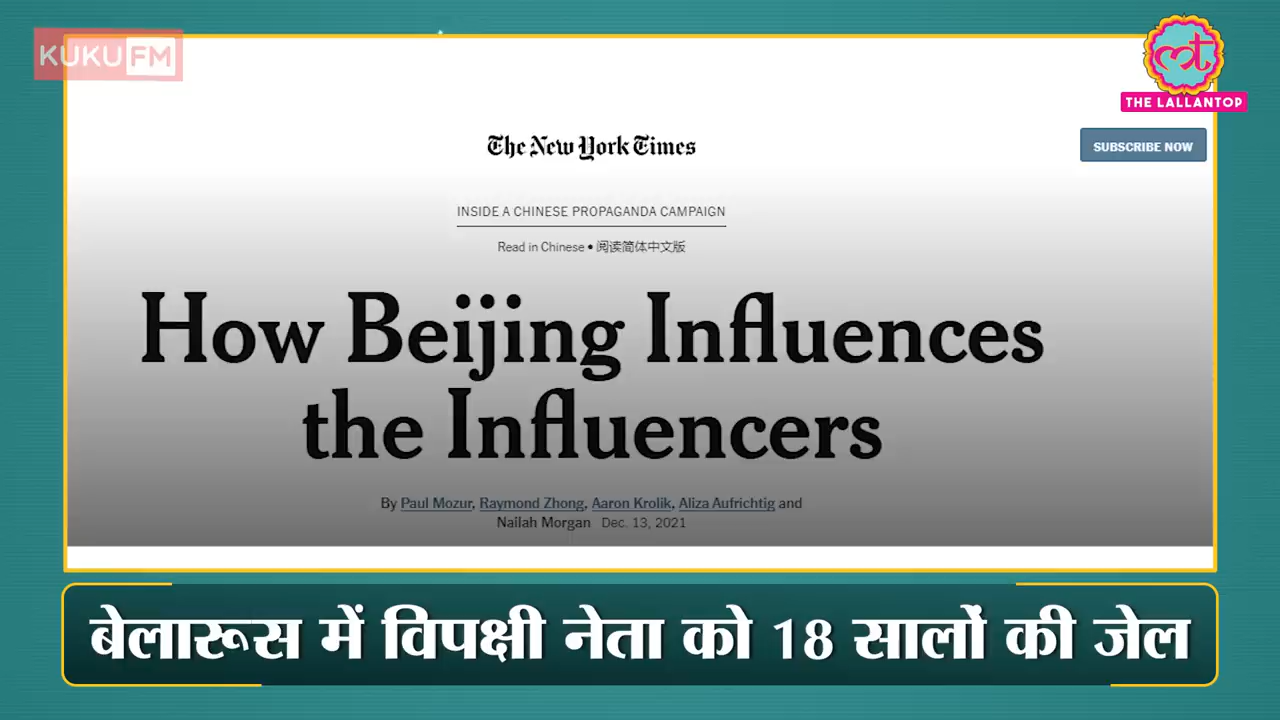 KUKU FM
THE LALLANTOP
The New York Times
SUBSCRIBE NOW
INSIDE A CHINESE PROPAGANDA CAMPAIGN
Read in Chinese • 阅读简体中文版
How Beijing Influences
the Influencers
By Paul Mozur, Raymond Zhong, Aaron Krolik, Aliza Aufrichtig and
Nailah Morgan Dec. 13, 2021
बेलारूस में विपक्षी नेता को 18 सालों की जेल